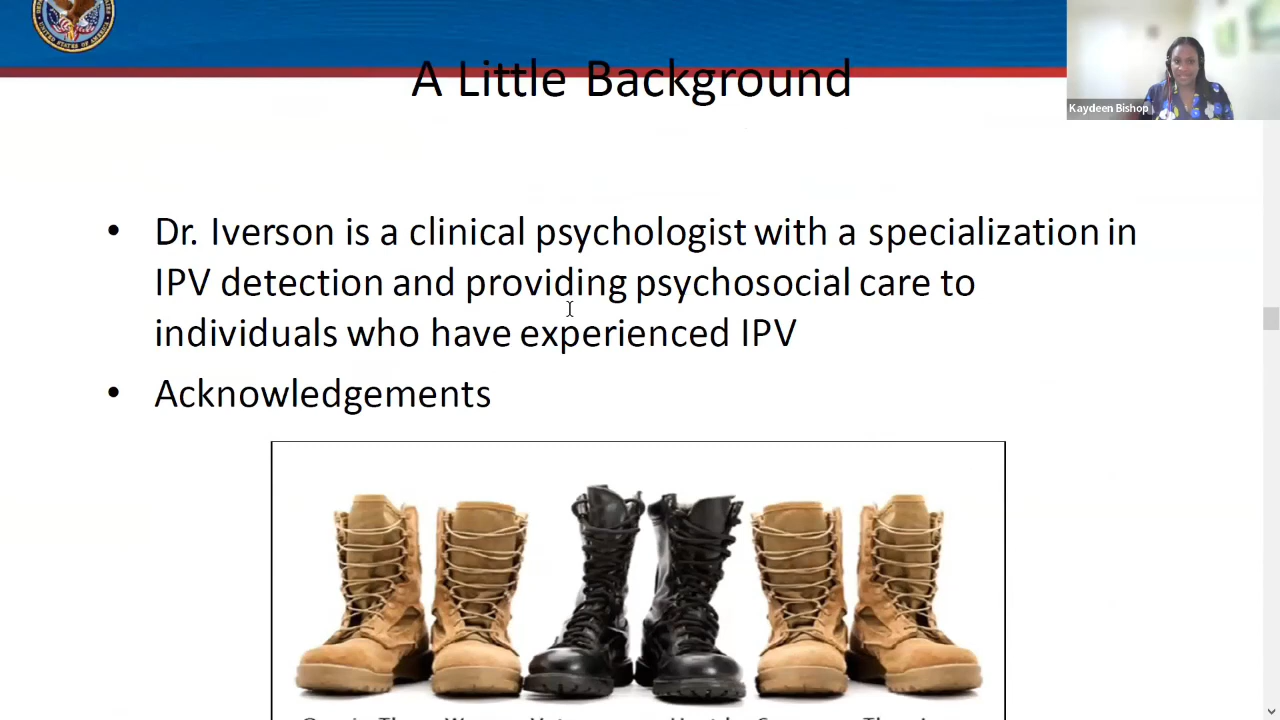 A Little Background
Kaydeen Bishop
• Dr. Iverson is a clinical psychologist with a specialization in
IPV detection and providing psychosocial care to
individuals who have experienced IPV
• Acknowledgements